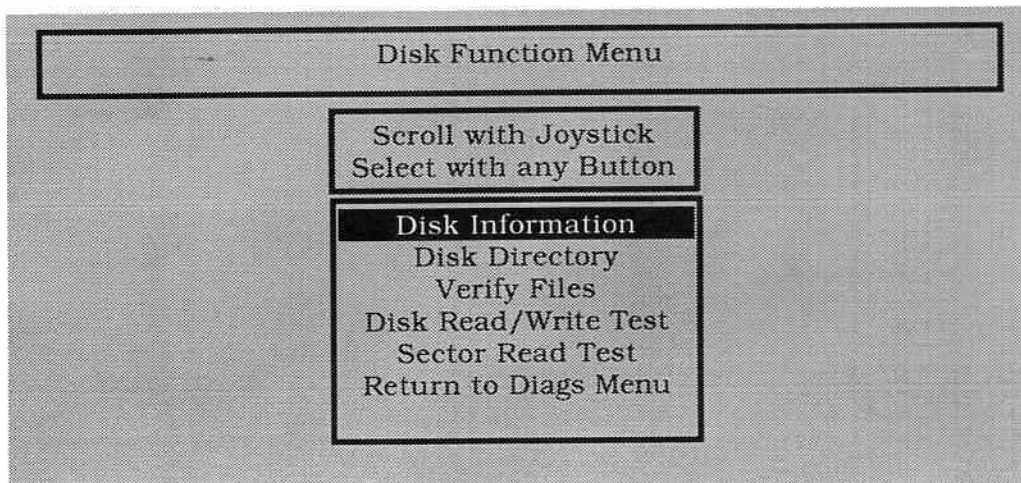 Disk Function Menu
Scroll with Joystick
Select with any Button
Disk Information
Disk Directory
Verify Files
Disk Read/Write Test
Sector Read Test
Return to Diags Menu